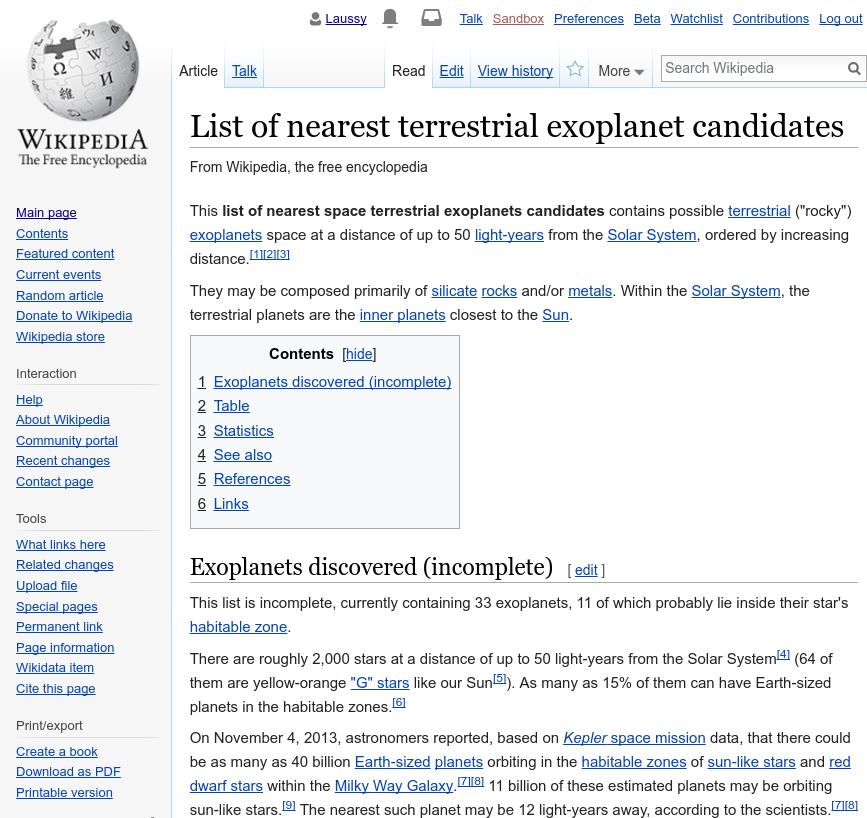 Laussy Talk Sandbox Preferences Beta Watchlist Contributions Log out
Article Talk Read Edit View history More Search Wikipedia
Ω W И 維
WIKIPEDIA
The Free Encyclopedia
Main page
Contents
Featured content
Current events
Random article
Donate to Wikipedia
Wikipedia store
Interaction
Help
About Wikipedia
Community portal
Recent changes
Contact page
Tools
What links here
Related changes
Upload file
Special pages
Permanent link
Page information
Wikidata item
Cite this page
Print/export
Create a book
Download as PDF
Printable version
List of nearest terrestrial exoplanet candidates
From Wikipedia, the free encyclopedia
This list of nearest space terrestrial exoplanets candidates contains possible terrestrial ("rocky")
exoplanets space at a distance of up to 50 light-years from the Solar System, ordered by increasing
distance.[1][2][3]
They may be composed primarily of silicate rocks and/or metals. Within the Solar System, the
terrestrial planets are the inner planets closest to the Sun.
Contents [hide]
1 Exoplanets discovered (incomplete)
2 Table
3 Statistics
4 See also
5 References
6 Links
Exoplanets discovered (incomplete) [ edit ]
This list is incomplete, currently containing 33 exoplanets, 11 of which probably lie inside their star's
habitable zone.
There are roughly 2,000 stars at a distance of up to 50 light-years from the Solar System[4] (64 of
them are yellow-orange "G" stars like our Sun[5]). As many as 15% of them can have Earth-sized
planets in the habitable zones.[6]
On November 4, 2013, astronomers reported, based on Kepler space mission data, that there could
be as many as 40 billion Earth-sized planets orbiting in the habitable zones of sun-like stars and red
dwarf stars within the Milky Way Galaxy.[7][8] 11 billion of these estimated planets may be orbiting
sun-like stars.[9] The nearest such planet may be 12 light-years away, according to the scientists.[7][8]